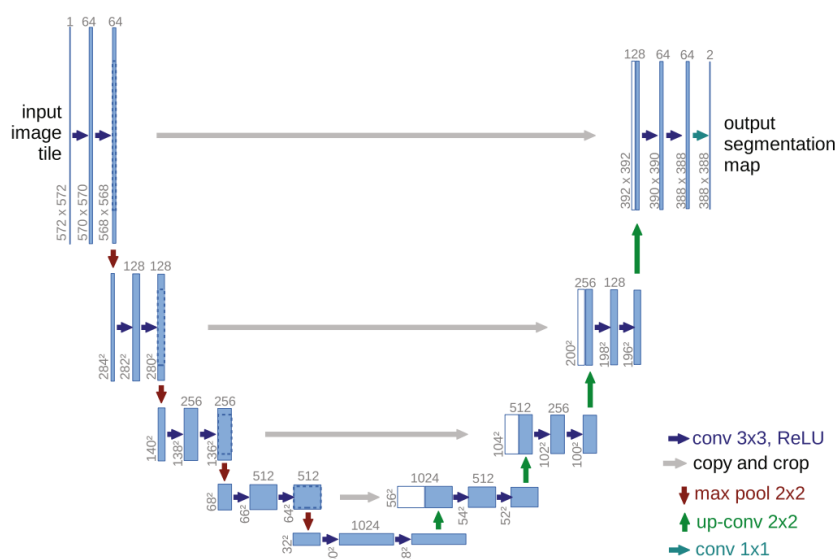 1 64 64
128 64 64 2
input
image
tile
output
segmentation
map
572 x 572
570 x 570
568 x 568
392 x 392
390 x 390
388 x 388
388 x 388
128 128
256 128
284²
282²
280²
200²
198²
196²
256 256
512 256
140²
138²
136²
104²
102²
100²
conv 3x3, ReLU
copy and crop
max pool 2x2
up-conv 2x2
conv 1x1
512 512
1024 512
68²
66²
64²
56²
54²
52²
1024
32²
0²
8²